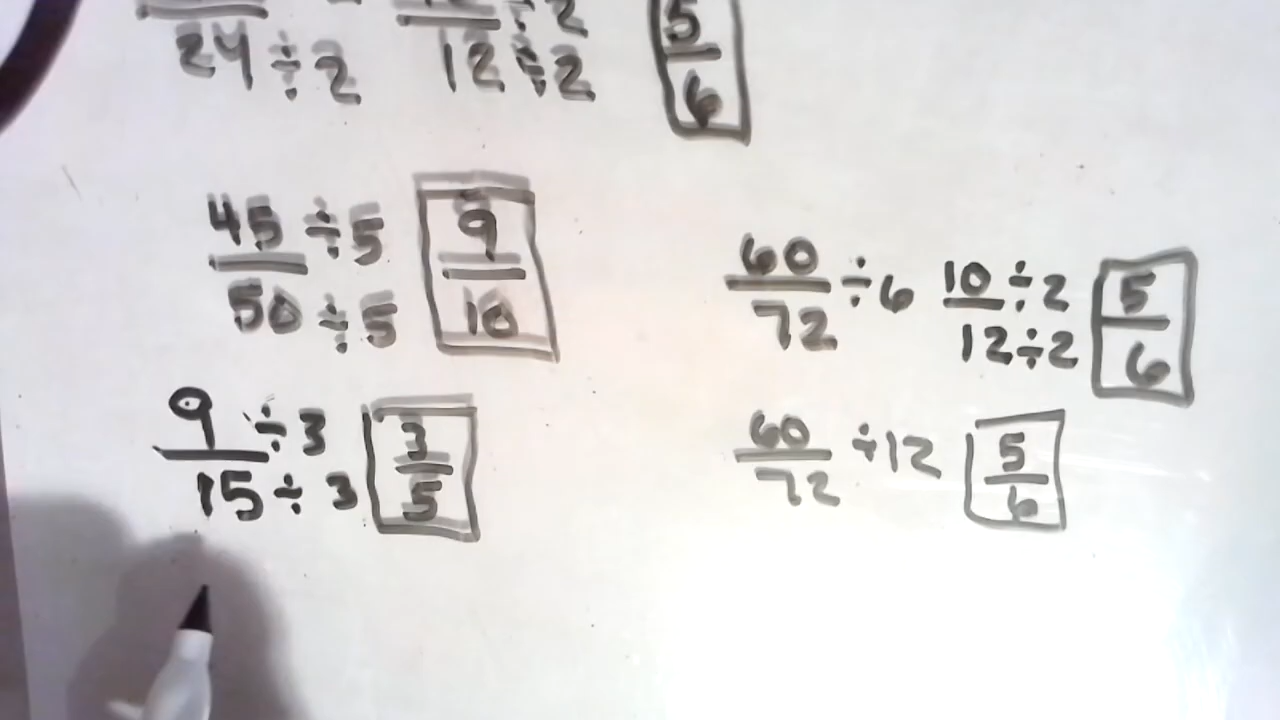 24 ÷ 2 12 ÷ 2 5/6
45/50 ÷5 ÷5 9/10
60/72 ÷6 10/12 ÷2 ÷2 5/6
9/15 ÷3 ÷3 3/5
60/72 ÷12 5/6